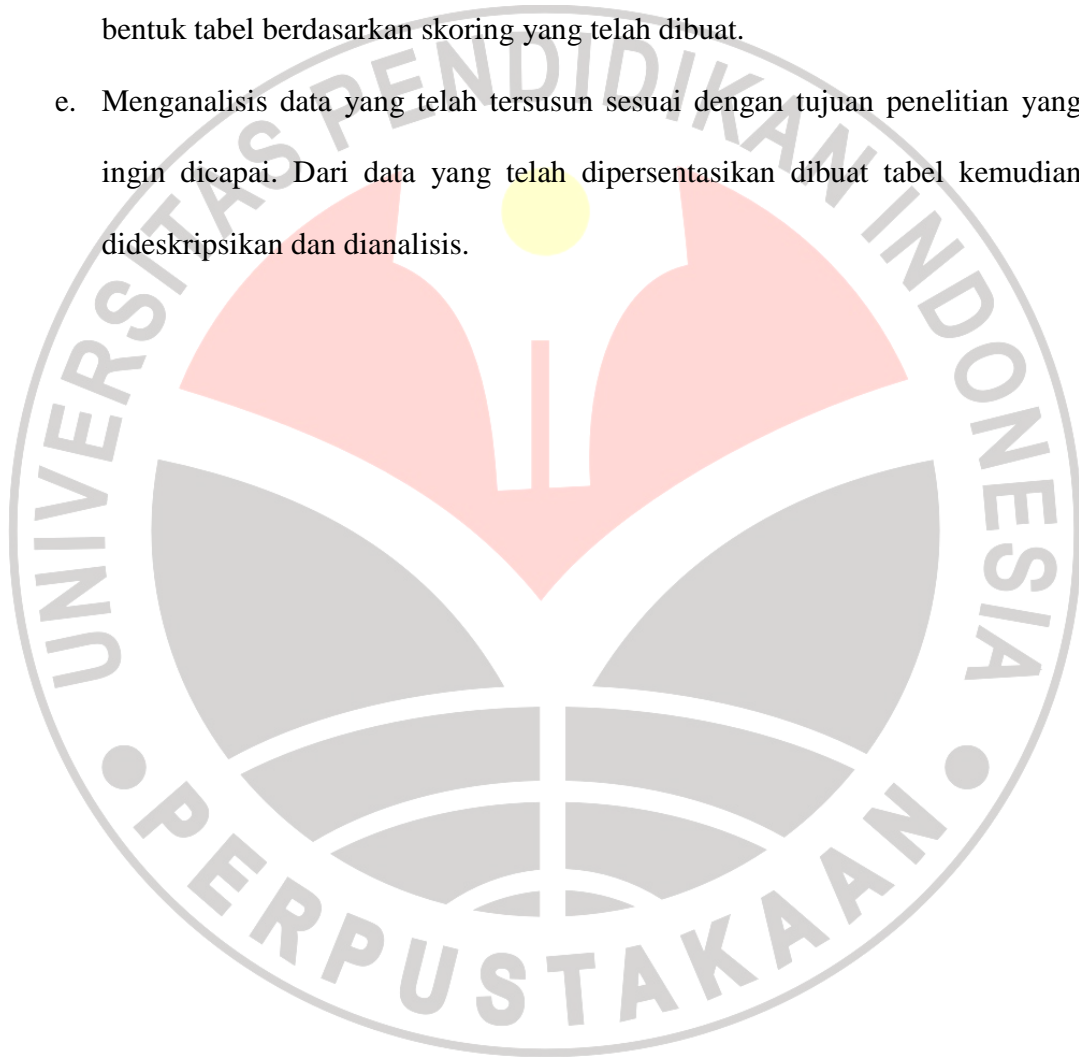 bentuk tabel berdasarkan skoring yang telah dibuat.
e. Menganalisis data yang telah tersusun sesuai dengan tujuan penelitian yang
ingin dicapai. Dari data yang telah dipersentasikan dibuat tabel kemudian
dideskripsikan dan dianalisis.
UNIVERSITAS PENDIDIKAN INDONESIA
PERPUSTAKAAN